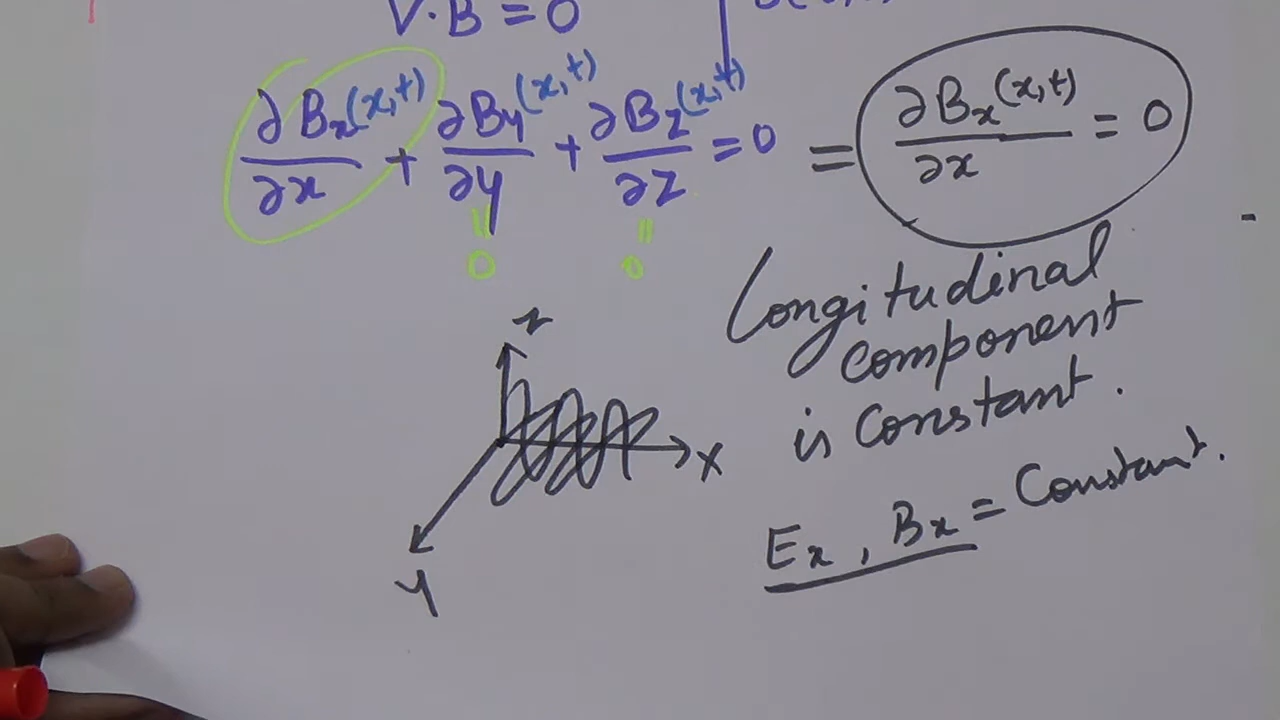 ∇·B = 0
∂Bx(x,t)/∂x + ∂By(x,t)/∂y + ∂Bz(x,t)/∂z = 0 = ∂Bx(x,t)/∂x = 0
"
0
"
0
Longitudinal
component
is constant.
z
x
Ex, Bx = Constant.
y